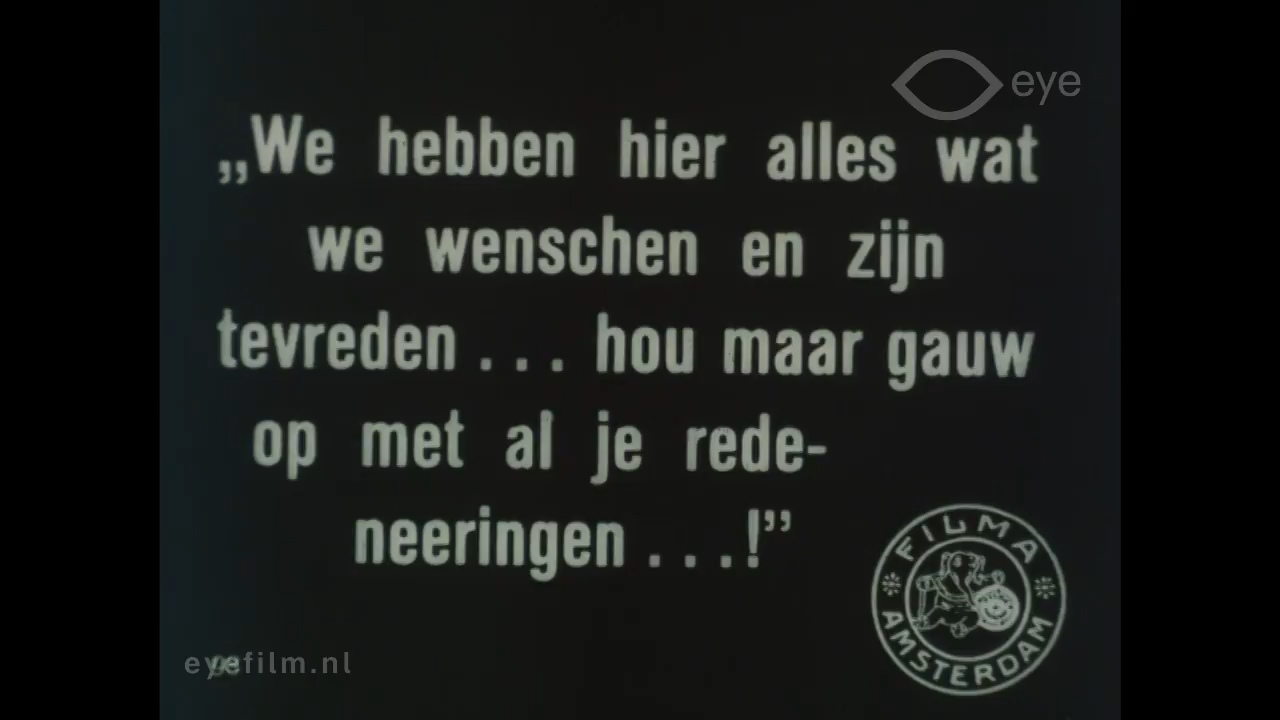 eye
„We hebben hier alles wat
we wenschen en zijn
tevreden . . . hou maar gauw
op met al je rede-
neeringen . . . !”
FILMA
AMSTERDAM
eyefilm.nl